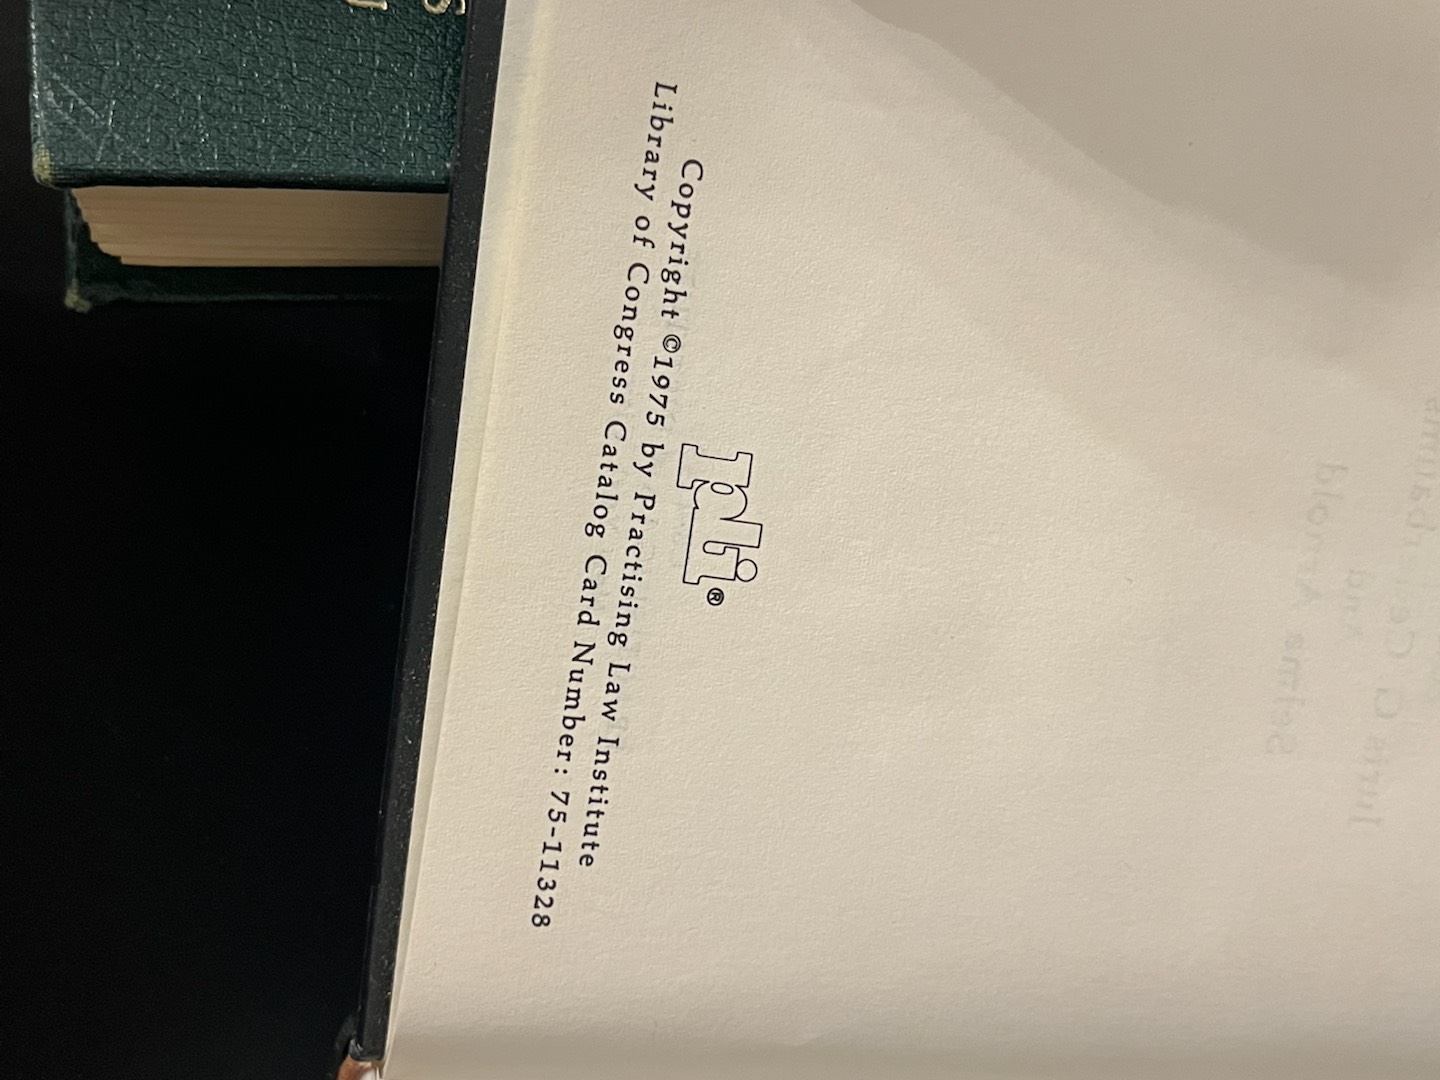 pli®
Copyright ©1975 by Practising Law Institute
Library of Congress Catalog Card Number: 75-11328